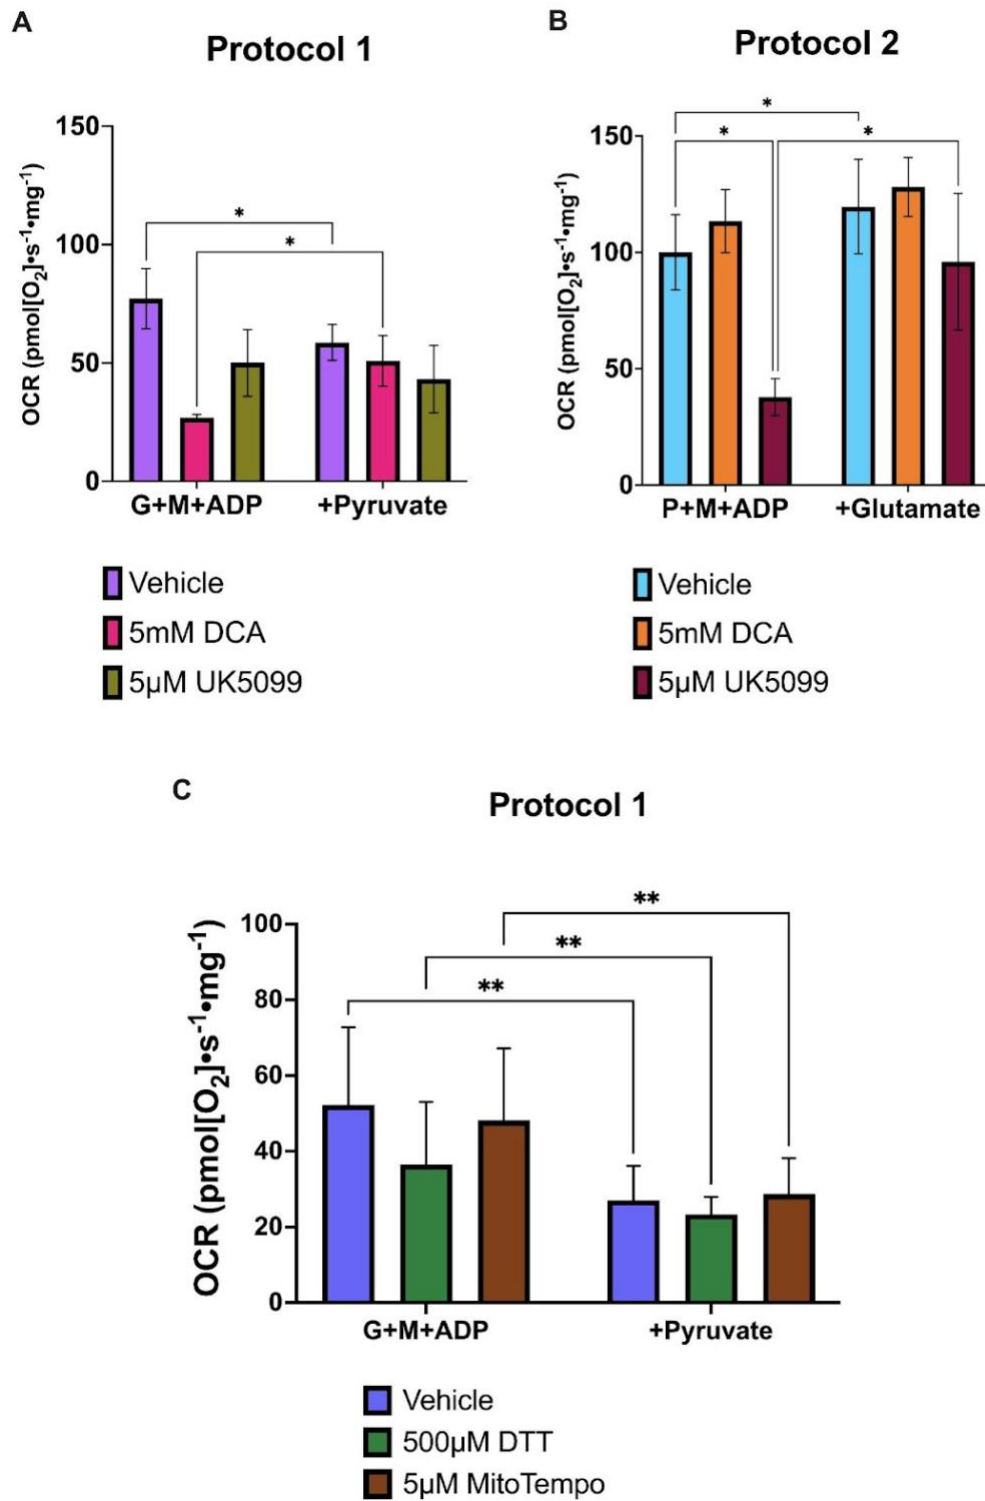 A
Protocol 1
OCR (pmol[O₂]•s⁻¹•mg⁻¹)
150
100
50
0
*
*
G+M+ADP
+Pyruvate
Vehicle
5mM DCA
5µM UK5099
B
Protocol 2
OCR (pmol[O₂]•s⁻¹•mg⁻¹)
150
100
50
0
*
*
*
P+M+ADP
+Glutamate
Vehicle
5mM DCA
5µM UK5099
C
Protocol 1
OCR (pmol[O₂]•s⁻¹•mg⁻¹)
100
80
60
40
20
0
**
**
**
G+M+ADP
+Pyruvate
Vehicle
500µM DTT
5µM MitoTempo